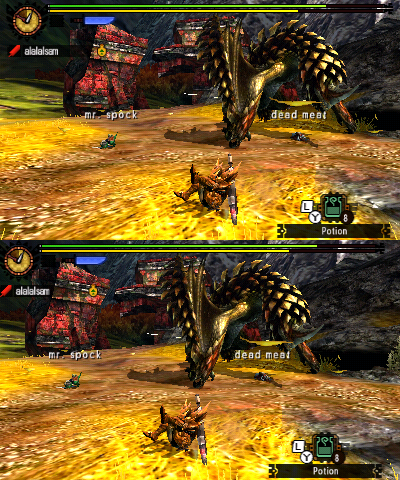 alalalsam
mr. spock
dead meat
L
Y
8
Potion
alalalsam
mr. spock
dead meat
L
Y
8
Potion